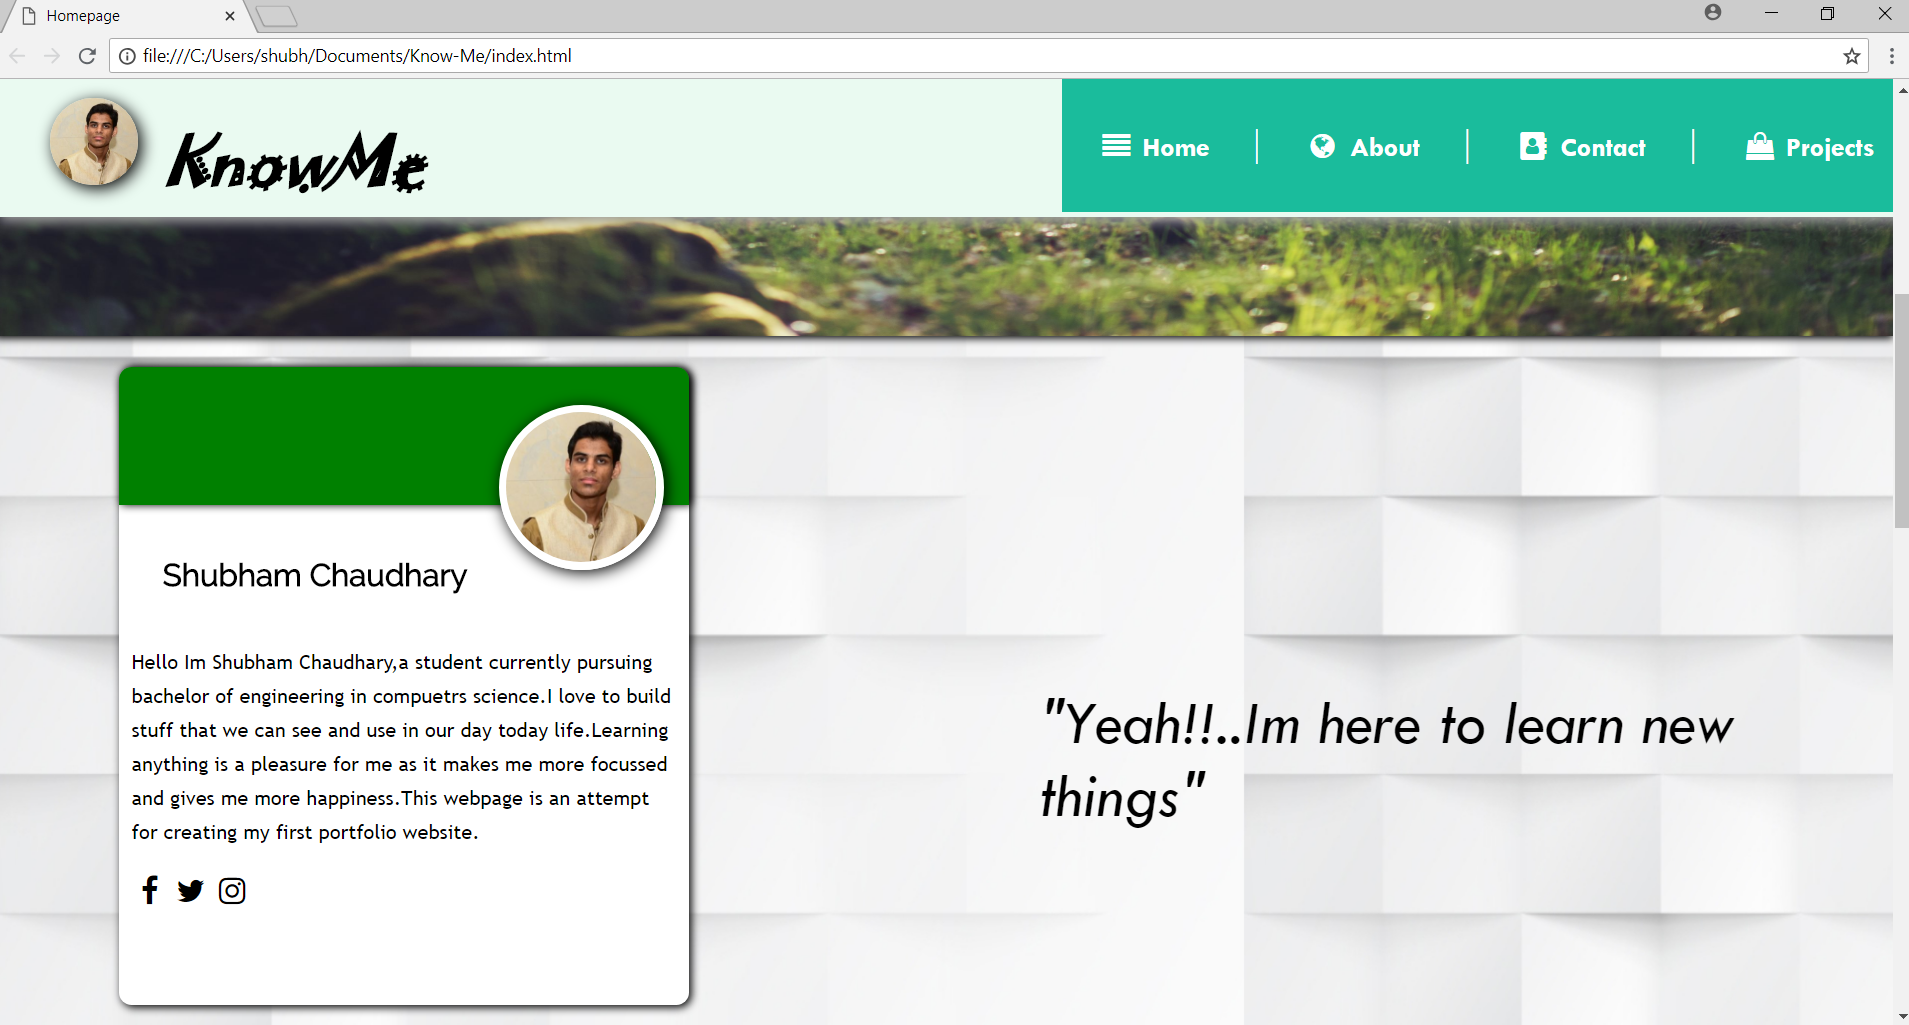 Homepage
file:///C:/Users/shubh/Documents/Know-Me/index.html
KnowMe
Home
About
Contact
Projects
Shubham Chaudhary
Hello Im Shubham Chaudhary,a student currently pursuing
bachelor of engineering in compuetrs science.I love to build
stuff that we can see and use in our day today life.Learning
anything is a pleasure for me as it makes me more focussed
and gives me more happiness.This webpage is an attempt
for creating my first portfolio website.
"Yeah!!..Im here to learn new
things"